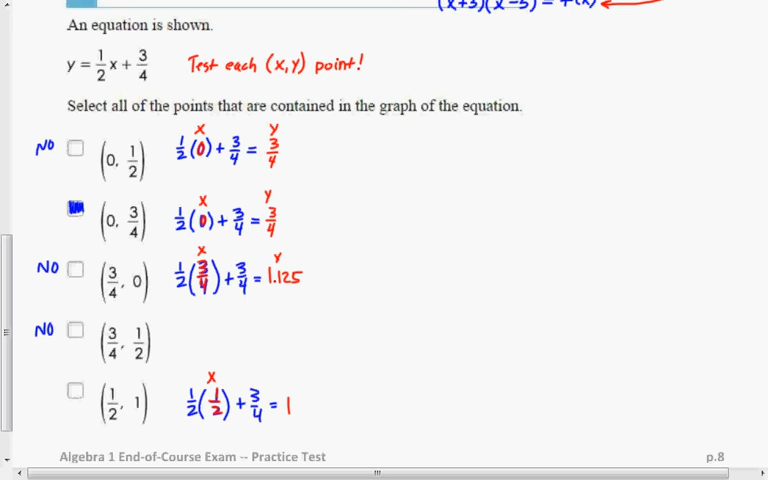 (x+3)(x-5) = f(x)
An equation is shown.
y = 1/2 x + 3/4 Test each (x,y) point!
Select all of the points that are contained in the graph of the equation.
x y
NO (0, 1/2) 1/2(0) + 3/4 = 3/4
x y
(0, 3/4) 1/2(0) + 3/4 = 3/4
x y
NO (3/4, 0) 1/2(3/4) + 3/4 = 1.125
NO (3/4, 1/2)
x
(1/2, 1) 1/2(1/2) + 3/4 = 1
Algebra 1 End-of-Course Exam -- Practice Test p.8